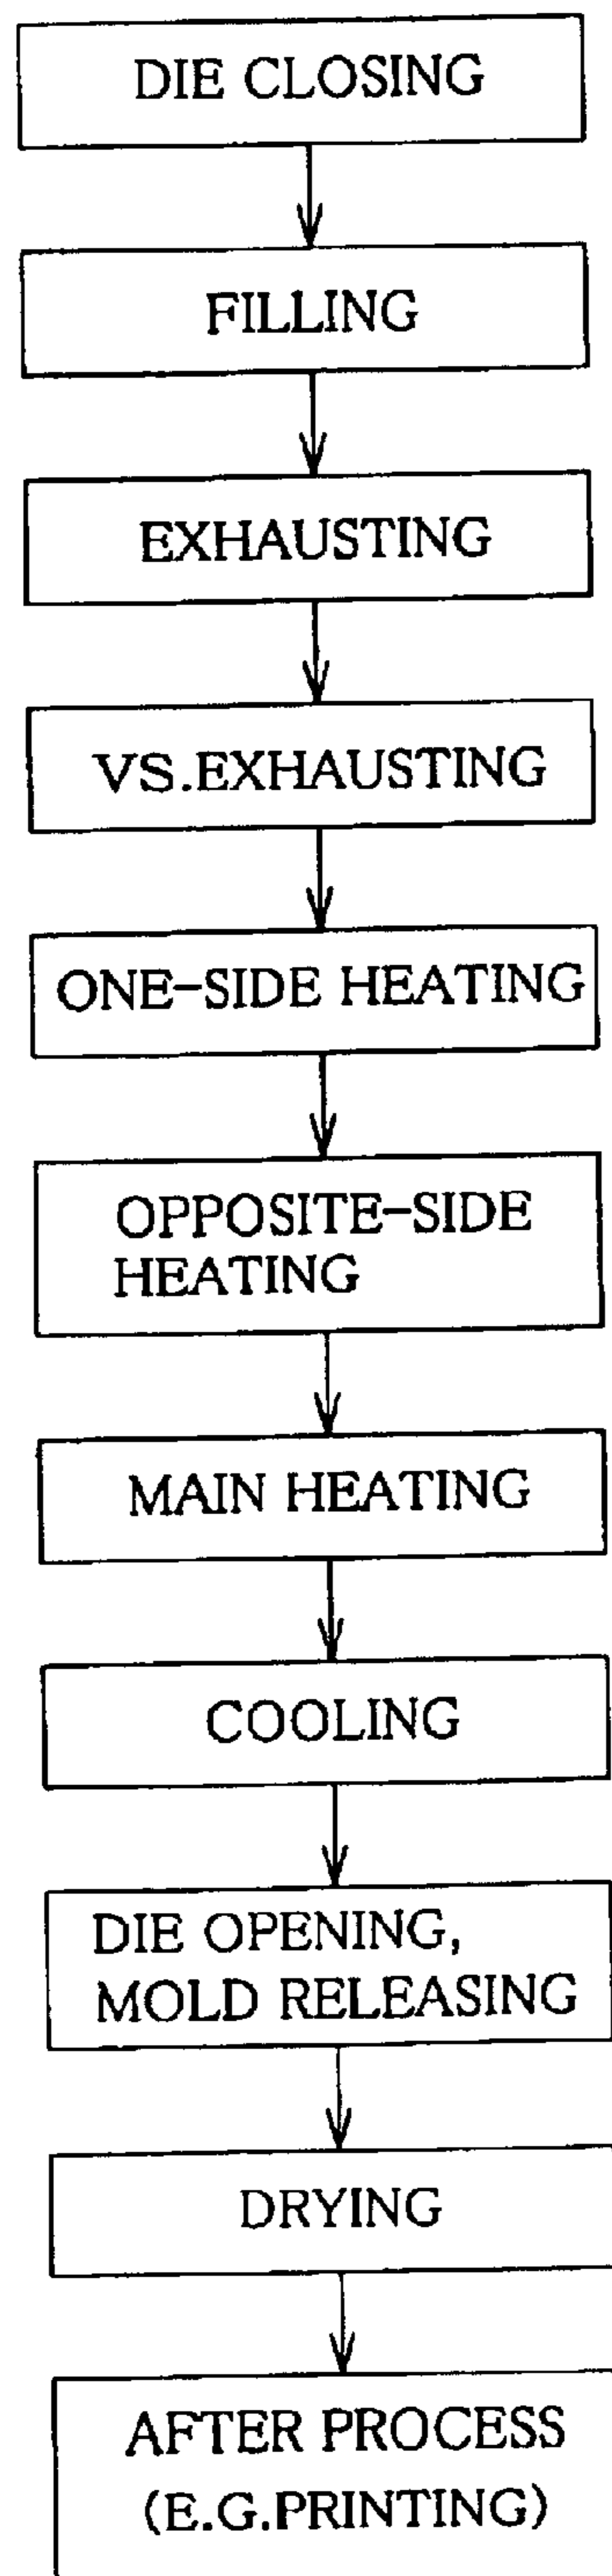 DIE CLOSING
FILLING
EXHAUSTING
VS.EXHAUSTING
ONE-SIDE HEATING
OPPOSITE-SIDE
HEATING
MAIN HEATING
COOLING
DIE OPENING,
MOLD RELEASING
DRYING
AFTER PROCESS
(E.G.PRINTING)